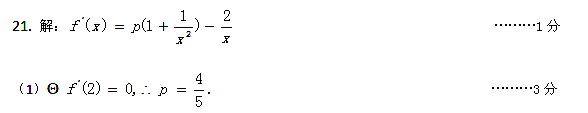 21. 解：f'(x) = p(1 + 1/x²) − 2/x ………1 分
（1）Θ f'(2) = 0,∴ p = 4/5. ………3 分